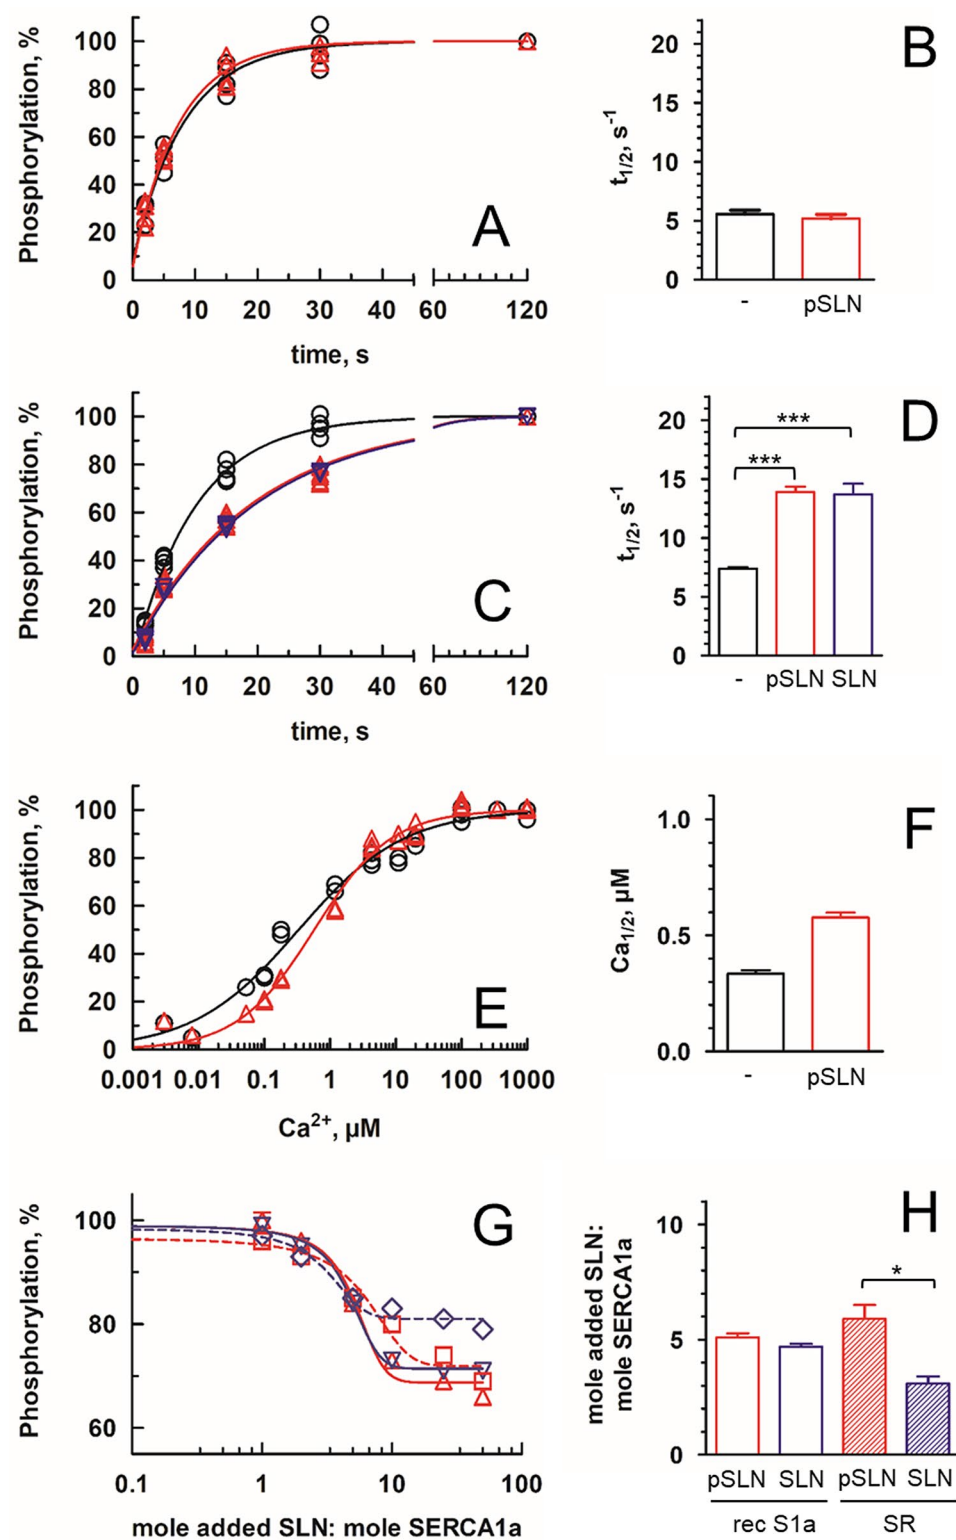 Phosphorylation, %
100
80
60
40
20
0
0 10 20 30 40 60 120
time, s
A
B
t1/2, s-1
20
15
10
5
0
- pSLN
Phosphorylation, %
100
80
60
40
20
0
0 10 20 30 40 60 120
time, s
C
D
t1/2, s-1
20
15
10
5
0
*** 
***
- pSLN SLN
Phosphorylation, %
100
80
60
40
20
0
0.001 0.01 0.1 1 10 100 1000
Ca2+, µM
E
F
Ca1/2, µM
1.0
0.5
0.0
- pSLN
Phosphorylation, %
100
80
60
0.1 1 10 100
mole added SLN: mole SERCA1a
G
H
mole added SLN:
mole SERCA1a
10
5
0
*
pSLN SLN pSLN SLN
rec S1a SR